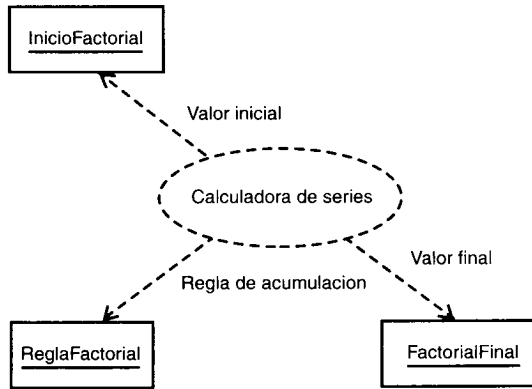 InicioFactorial
Valor inicial
Calculadora de series
Valor final
Regla de acumulacion
ReglaFactorial
FactorialFinal